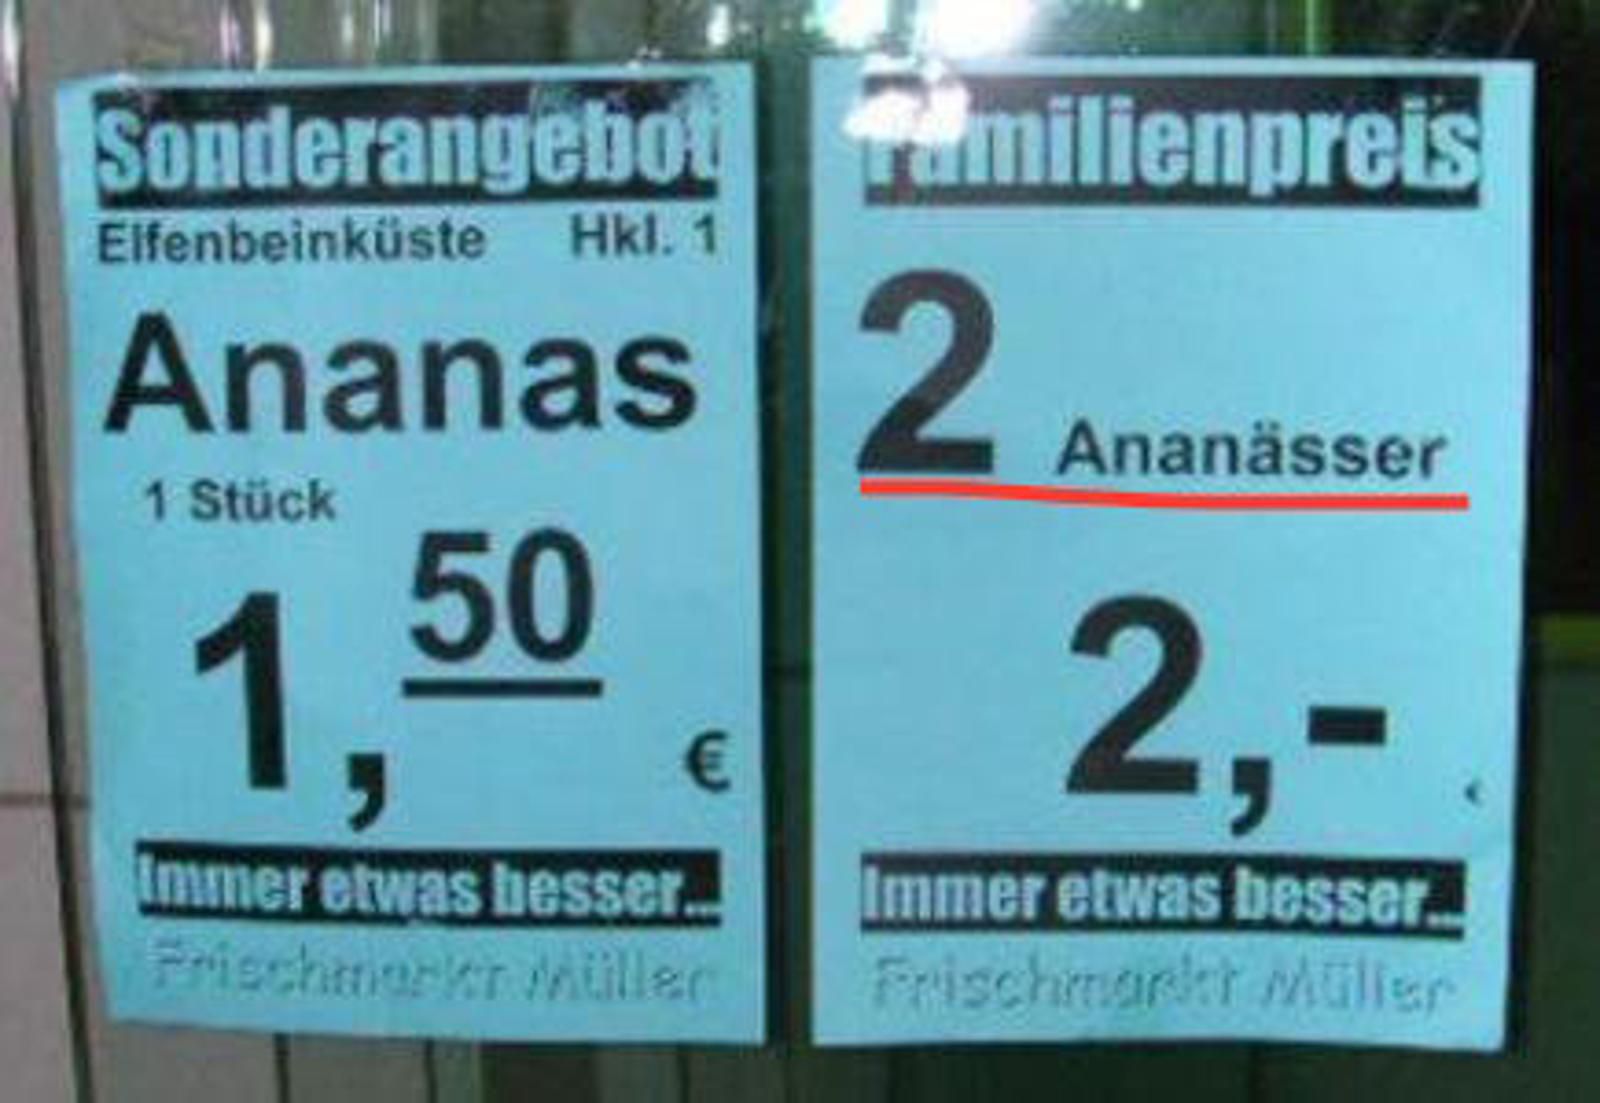 Sonderangebot
Elfenbeinküste Hkl. 1
Ananas
1 Stück
1,50 €
Immer etwas besser...
Frischmarkt Müller
Familienpreis
2 Ananässer
2,- €
Immer etwas besser...
Frischmarkt Müller